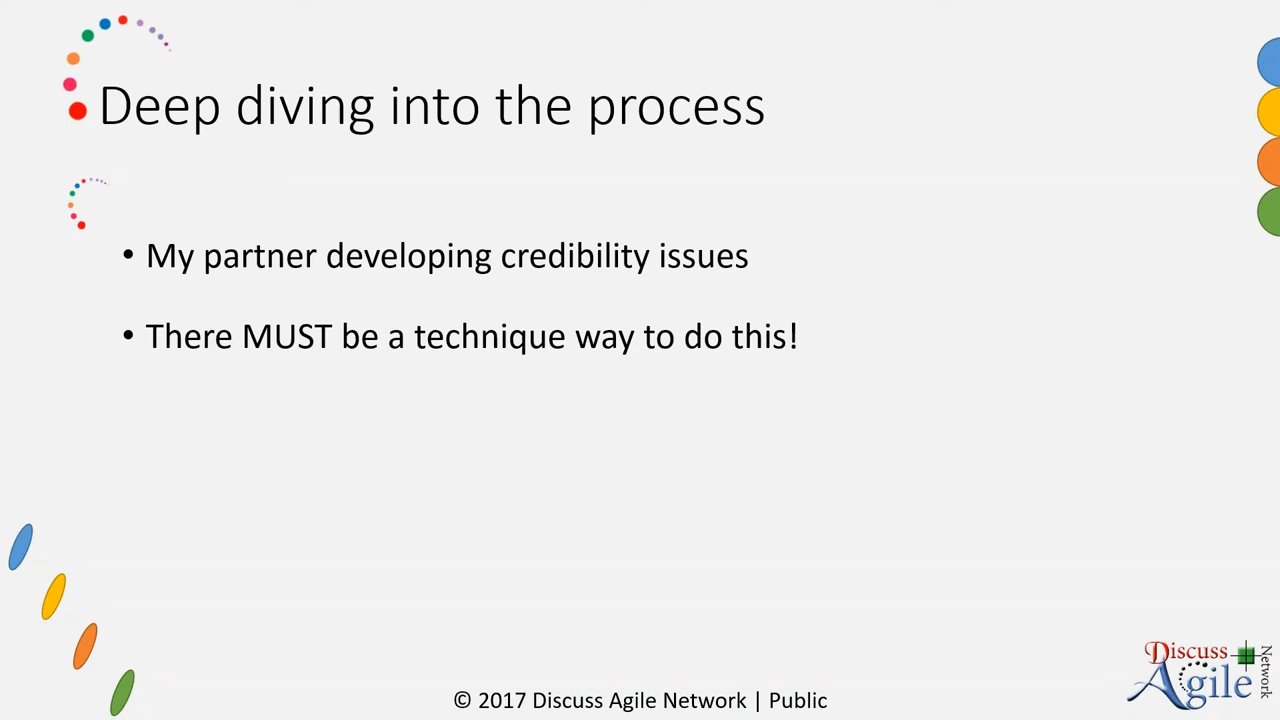 Deep diving into the process
• My partner developing credibility issues
• There MUST be a technique way to do this!
© 2017 Discuss Agile Network | Public
Discuss
Agile
Network